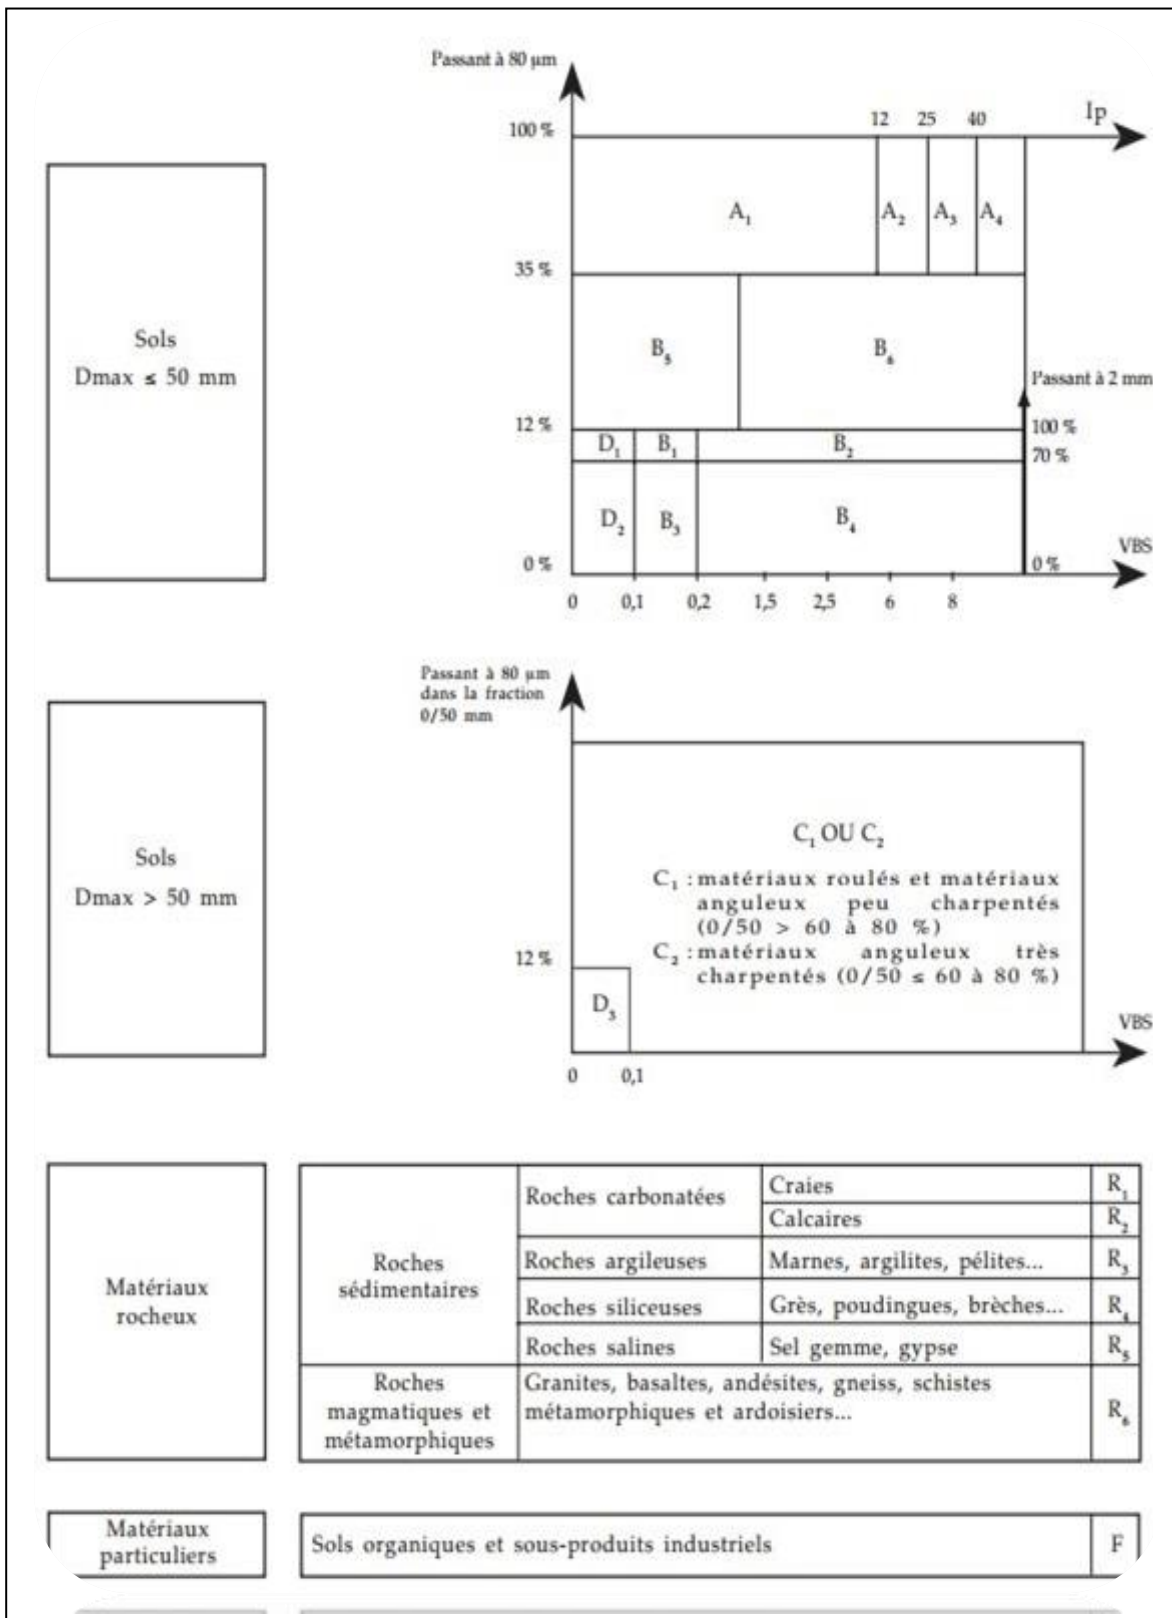 Passant à 80 µm
Ip
12 25 40
100 %
A₁ A₂ A₃ A₄
35 %
Sols
Dmax ≤ 50 mm
B₅ B₆
Passant à 2 mm
12 %
100 %
D₁ B₁ B₂
70 %
D₂ B₃ B₄
VBS
0 %
0 %
0 0,1 0,2 1,5 2,5 6 8
Passant à 80 µm
dans la fraction
0/50 mm
Sols
Dmax > 50 mm
C₁ OU C₂
C₁ : matériaux roulés et matériaux
anguleux peu charpentés
(0/50 > 60 à 80 %)
C₂ : matériaux anguleux très
charpentés (0/50 ≤ 60 à 80 %)
12 %
D₃
VBS
0 0,1
Matériaux
rocheux
Roches
sédimentaires
Roches carbonatées
Craies R₁
Calcaires R₂
Roches argileuses Marnes, argilites, pélites... R₃
Roches siliceuses Grès, poudingues, brèches... R₄
Roches salines Sel gemme, gypse R₅
Roches
magmatiques et
métamorphiques
Granites, basaltes, andésites, gneiss, schistes
métamorphiques et ardoisiers...
R₆
Matériaux
particuliers
Sols organiques et sous-produits industriels F